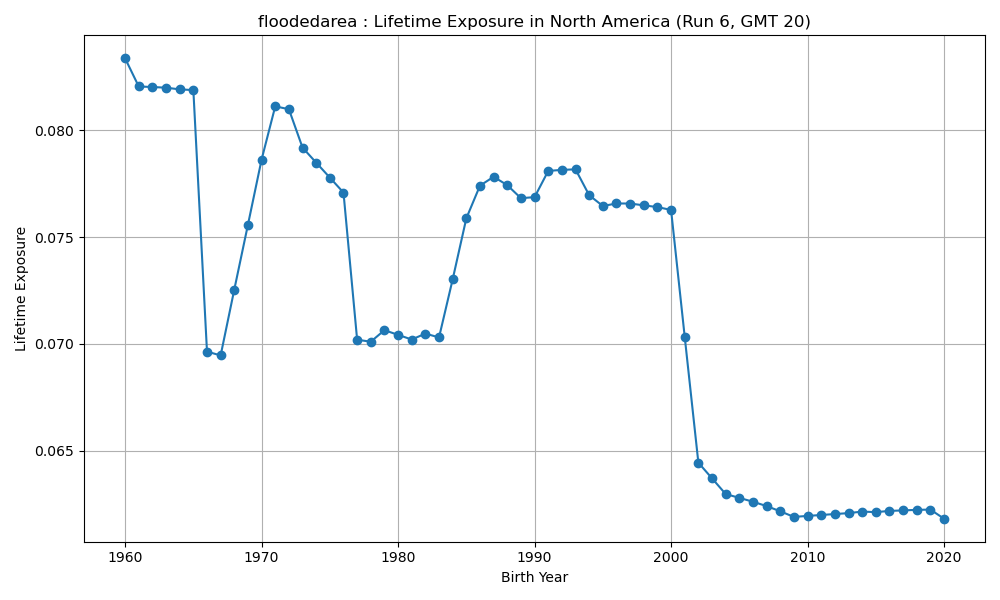 floodedarea : Lifetime Exposure in North America (Run 6, GMT 20)
Lifetime Exposure
0.080
0.075
0.070
0.065
1960 1970 1980 1990 2000 2010 2020
Birth Year